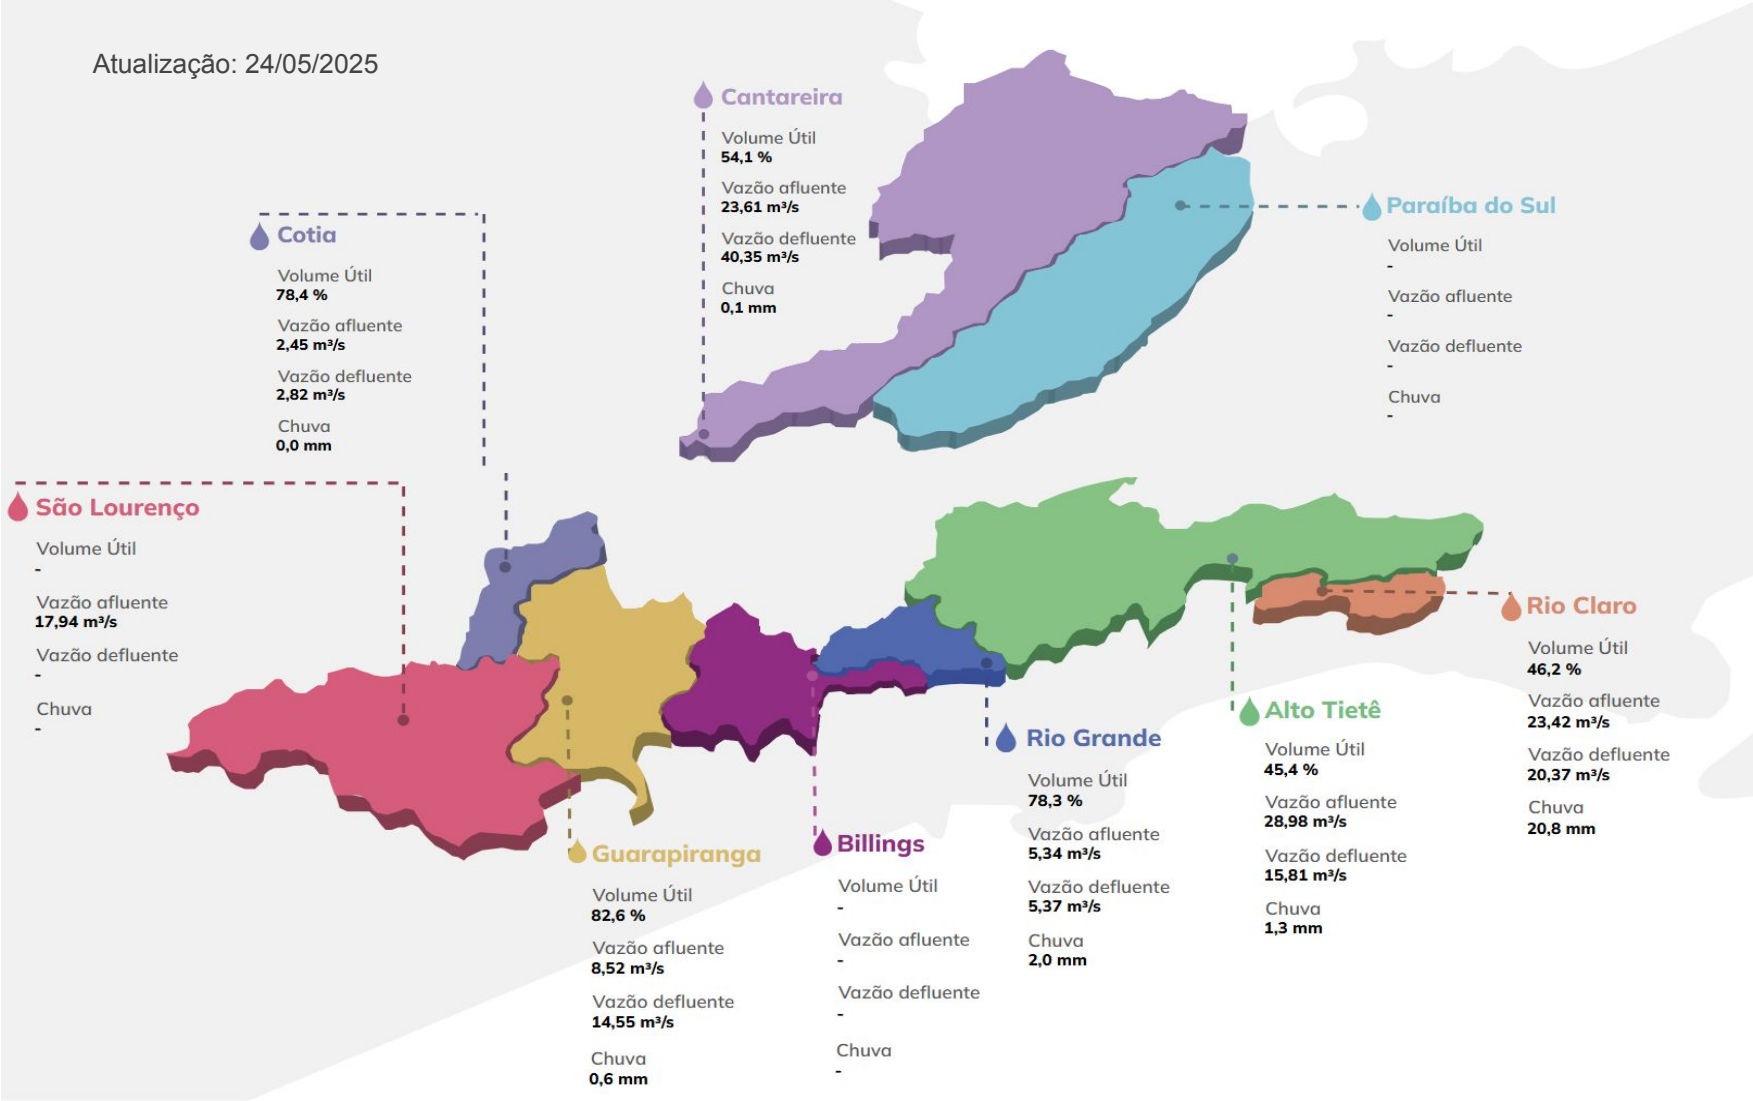 Atualização: 24/05/2025
Cantareira
Volume Útil
54,1 %
Vazão afluente
23,61 m³/s
Vazão defluente
40,35 m³/s
Chuva
0,1 mm
Paraíba do Sul
Volume Útil
-
Vazão afluente
-
Vazão defluente
-
Chuva
-
Cotia
Volume Útil
78,4 %
Vazão afluente
2,45 m³/s
Vazão defluente
2,82 m³/s
Chuva
0,0 mm
São Lourenço
Volume Útil
-
Vazão afluente
17,94 m³/s
Vazão defluente
-
Chuva
-
Guarapiranga
Volume Útil
82,6 %
Vazão afluente
8,52 m³/s
Vazão defluente
14,55 m³/s
Chuva
0,6 mm
Billings
Volume Útil
-
Vazão afluente
-
Vazão defluente
-
Chuva
-
Rio Grande
Volume Útil
78,3 %
Vazão afluente
5,34 m³/s
Vazão defluente
5,37 m³/s
Chuva
2,0 mm
Alto Tietê
Volume Útil
45,4 %
Vazão afluente
28,98 m³/s
Vazão defluente
15,81 m³/s
Chuva
1,3 mm
Rio Claro
Volume Útil
46,2 %
Vazão afluente
23,42 m³/s
Vazão defluente
20,37 m³/s
Chuva
20,8 mm